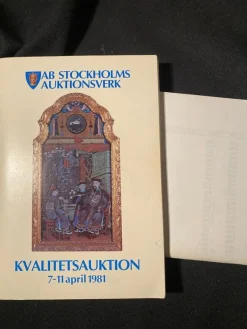 AB STOCKHOLMS
AUKTIONSVERK
KVALITETSAUKTION
7-11 april 1981